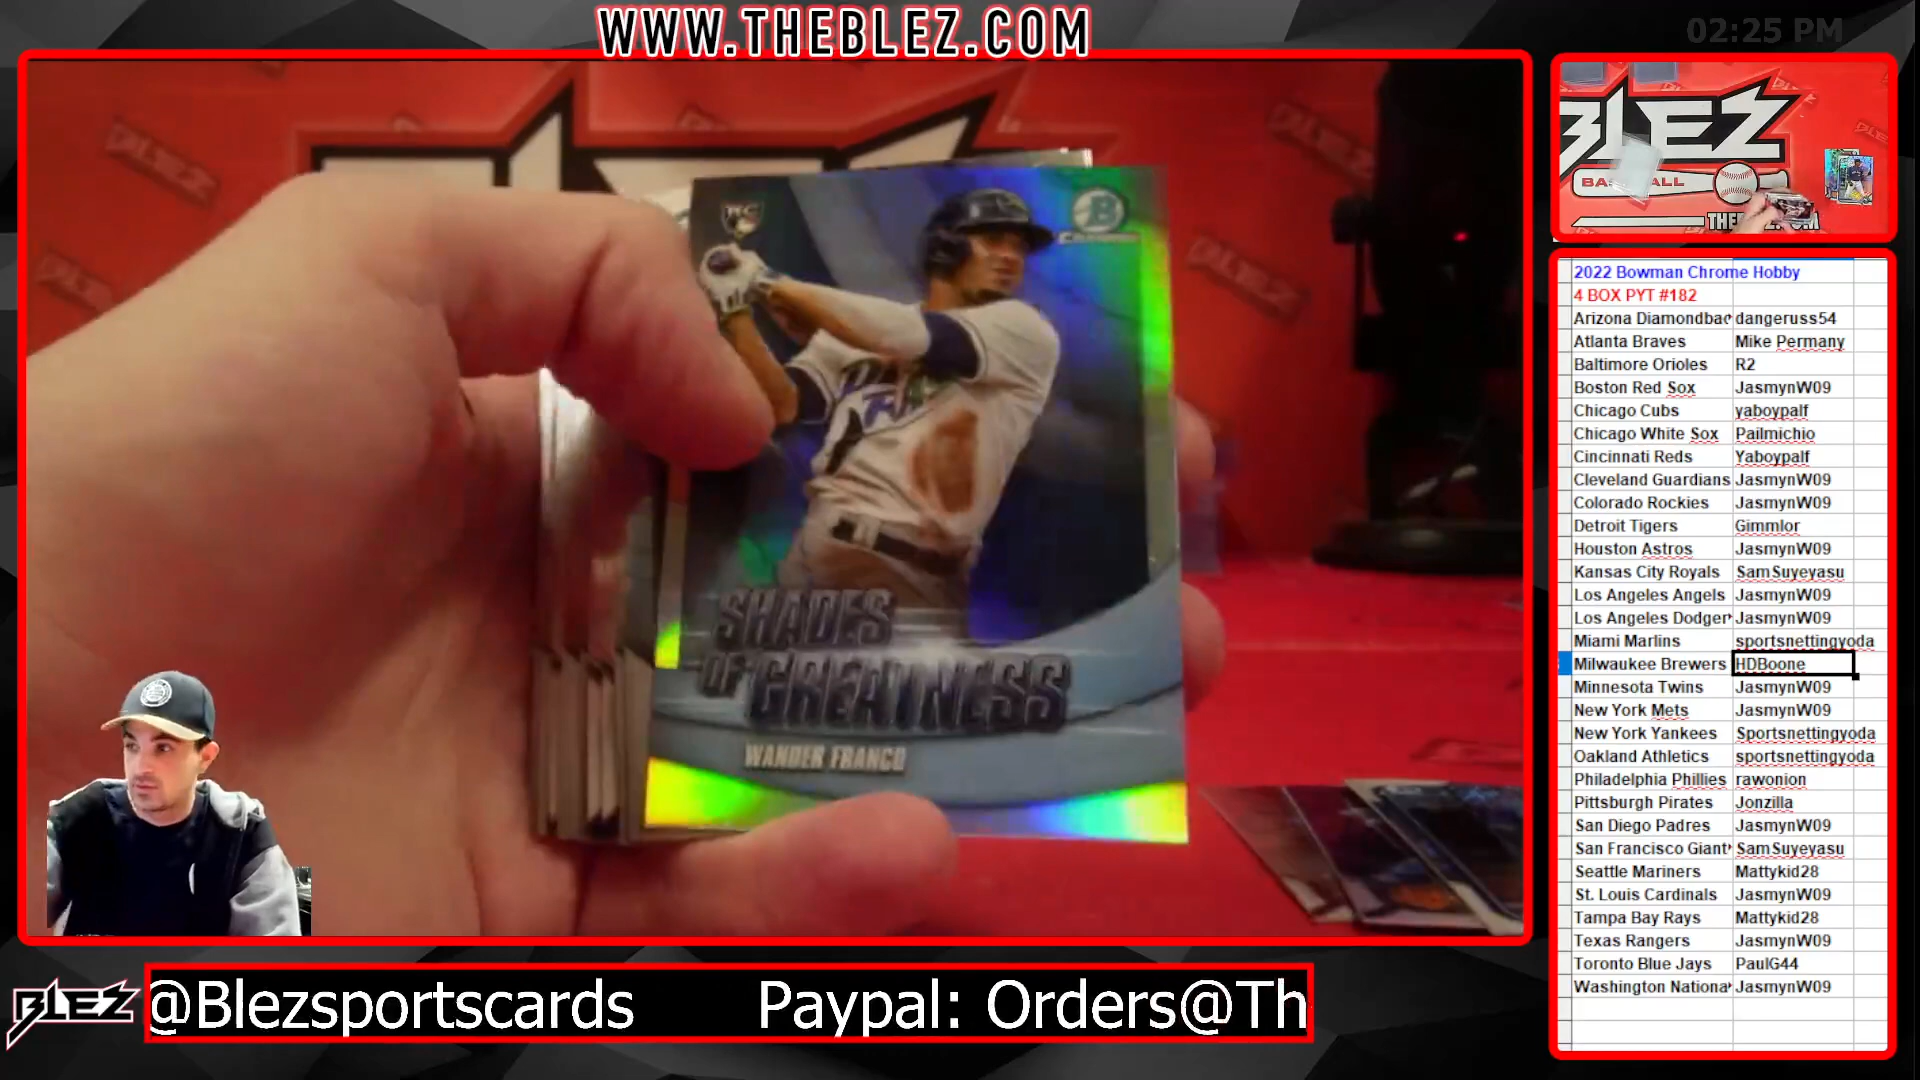 WWW.THEBLEZ.COM
02:25 PM
BLEZ
BASEBALL
RC
B
CHROME
SHADES
OF GREATNESS
WANDER FRANCO
2022 Bowman Chrome Hobby
4 BOX PYT #182
Arizona Diamondbac dangeruss54
Atlanta Braves Mike Permany
Baltimore Orioles R2
Boston Red Sox JasmynW09
Chicago Cubs yaboypalf
Chicago White Sox Pailmichio
Cincinnati Reds Yaboypalf
Cleveland Guardians JasmynW09
Colorado Rockies JasmynW09
Detroit Tigers Gimmlor
Houston Astros JasmynW09
Kansas City Royals SamSuyeyasu
Los Angeles Angels JasmynW09
Los Angeles Dodger JasmynW09
Miami Marlins sportsnettingyoda
Milwaukee Brewers HDBoone
Minnesota Twins JasmynW09
New York Mets JasmynW09
New York Yankees Sportsnettingyoda
Oakland Athletics sportsnettingyoda
Philadelphia Phillies rawonion
Pittsburgh Pirates Jonzilla
San Diego Padres JasmynW09
San Francisco Giant SamSuyeyasu
Seattle Mariners Mattykid28
St. Louis Cardinals JasmynW09
Tampa Bay Rays Mattykid28
Texas Rangers JasmynW09
Toronto Blue Jays PaulG44
Washington Nationa JasmynW09
BLEZ
@Blezsportscards Paypal: Orders@Th